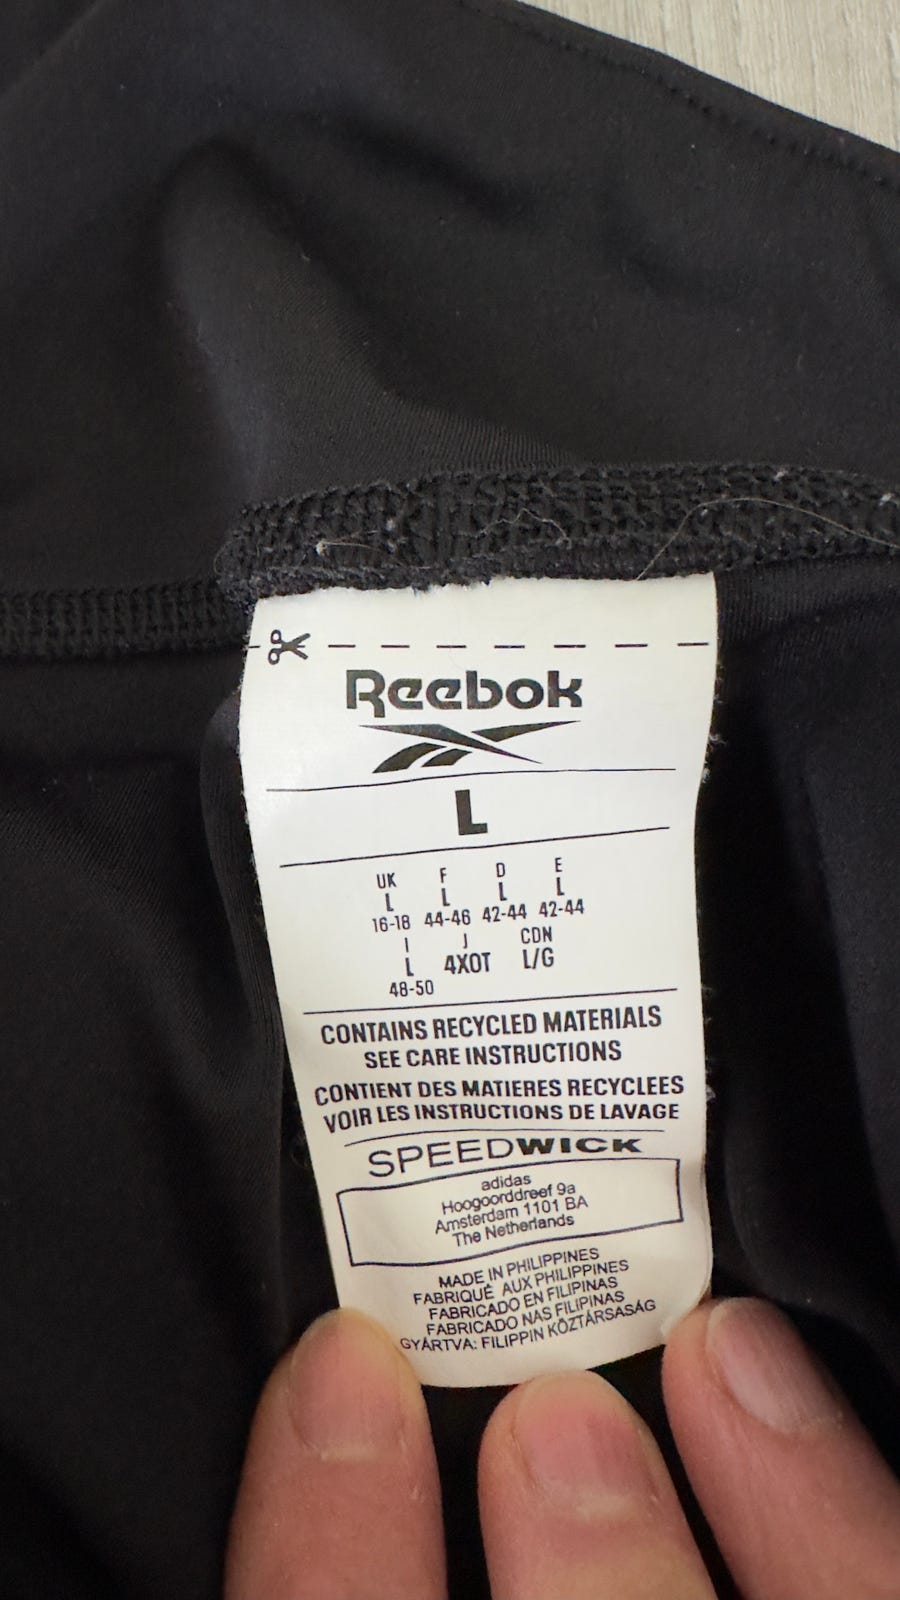 Reebok
L
UK F D E
L L L L
16-18 44-46 42-44 42-44
I J CDN
L 4XOT L/G
48-50
CONTAINS RECYCLED MATERIALS
SEE CARE INSTRUCTIONS
CONTIENT DES MATIERES RECYCLEES
VOIR LES INSTRUCTIONS DE LAVAGE
SPEEDWICK
adidas
Hoogoorddreef 9a
Amsterdam 1101 BA
The Netherlands
MADE IN PHILIPPINES
FABRIQUÉ AUX PHILIPPINES
FABRICADO EN FILIPINAS
FABRICADO NAS FILIPINAS
GYÁRTVA: FILIPPIN KÖZTÁRSASÁG